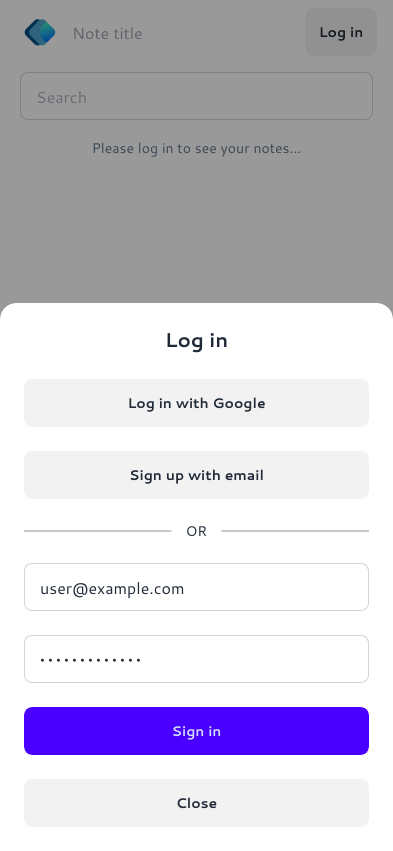 Note title
Log in
Search
Please log in to see your notes...
Log in
Log in with Google
Sign up with email
OR
user@example.com
•••••••••••••
Sign in
Close